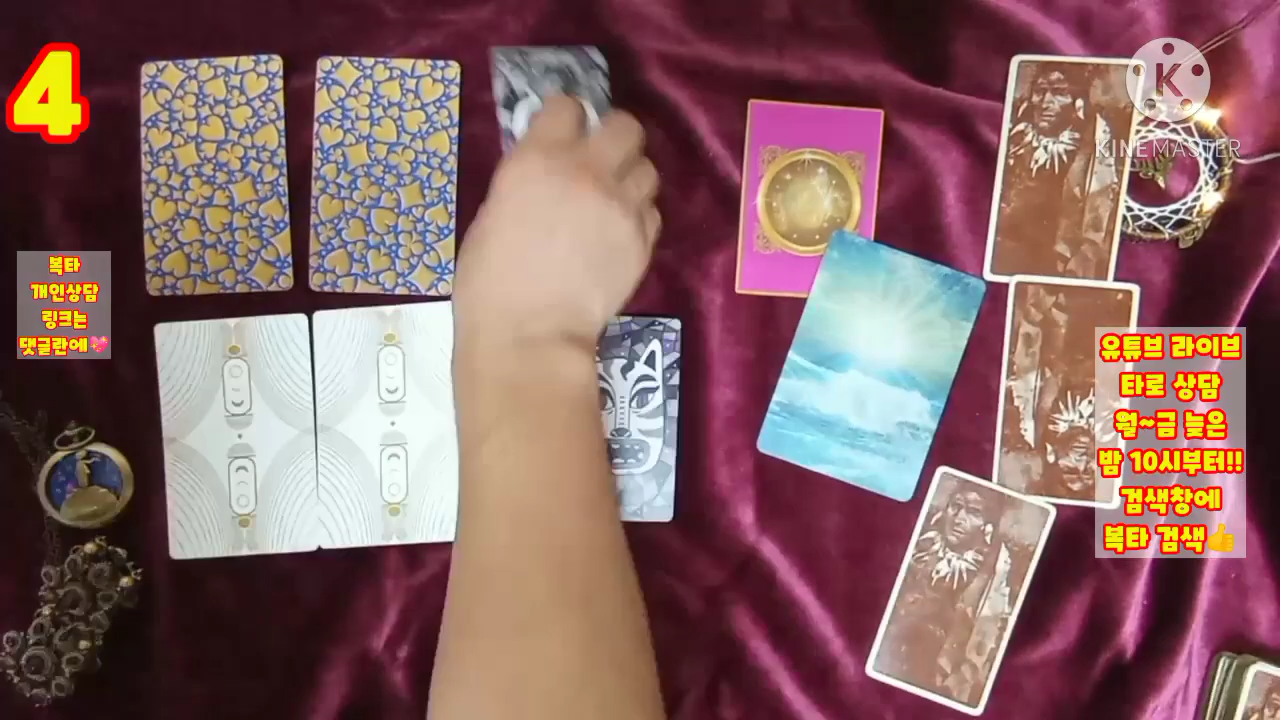 4
K
KINEMASTER
복타
개인상담
링크는
댓글란에💖
유튜브 라이브
타로 상담
월~금 늦은
밤 10시부터!!
검색창에
복타 검색👍